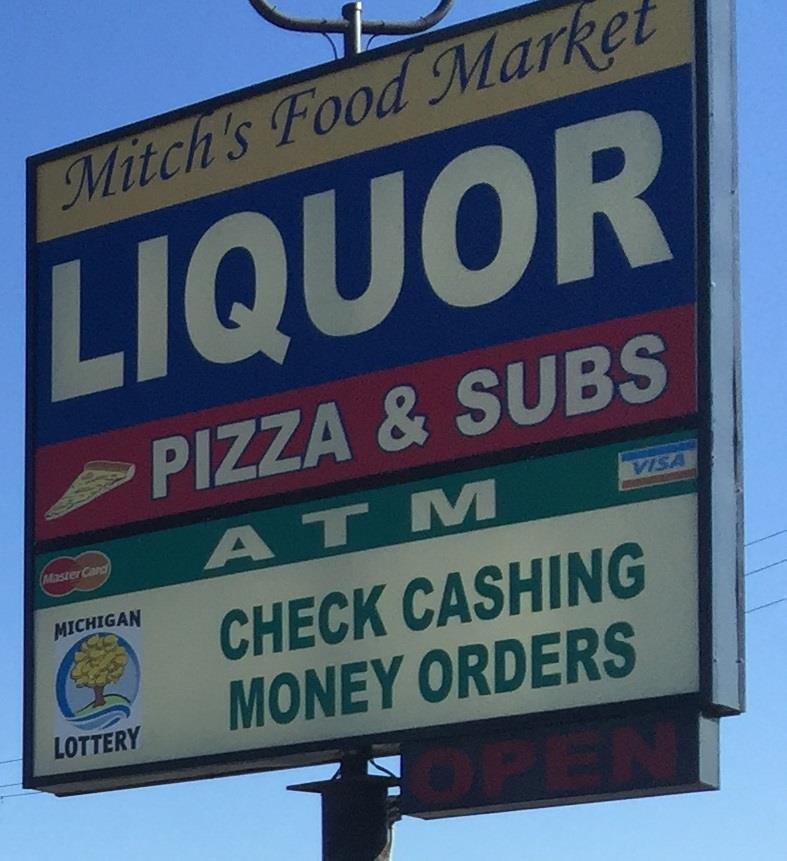 Mitch's Food Market
LIQUOR
PIZZA & SUBS
VISA
ATM
MasterCard
CHECK CASHING
MONEY ORDERS
MICHIGAN
LOTTERY
OPEN